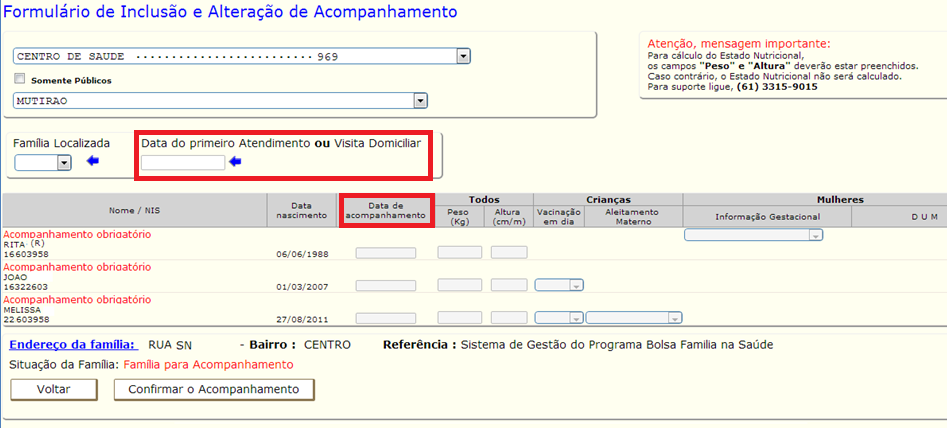 Formulário de Inclusão e Alteração de Acompanhamento
CENTRO DE SAUDE .......................... 969
Somente Públicos
MUTIRAO
Atenção, mensagem importante:
Para cálculo do Estado Nutricional,
os campos "Peso" e "Altura" deverão estar preenchidos.
Caso contrário, o Estado Nutricional não será calculado.
Para suporte ligue, (61) 3315-9015
Família Localizada
Data do primeiro Atendimento ou Visita Domiciliar
Nome / NIS
Data nascimento
Data de acompanhamento
Todos
Peso (Kg)
Altura (cm/m)
Crianças
Vacinação em dia
Aleitamento Materno
Mulheres
Informação Gestacional
D U M
Acompanhamento obrigatório
RITA (R)
16603958 06/06/1988
Acompanhamento obrigatório
JOAO
16322603 01/03/2007
Acompanhamento obrigatório
MELISSA
22603958 27/08/2011
Endereço da família: RUA SN - Bairro : CENTRO Referência : Sistema de Gestão do Programa Bolsa Familia na Saúde
Situação da Família: Família para Acompanhamento
Voltar Confirmar o Acompanhamento